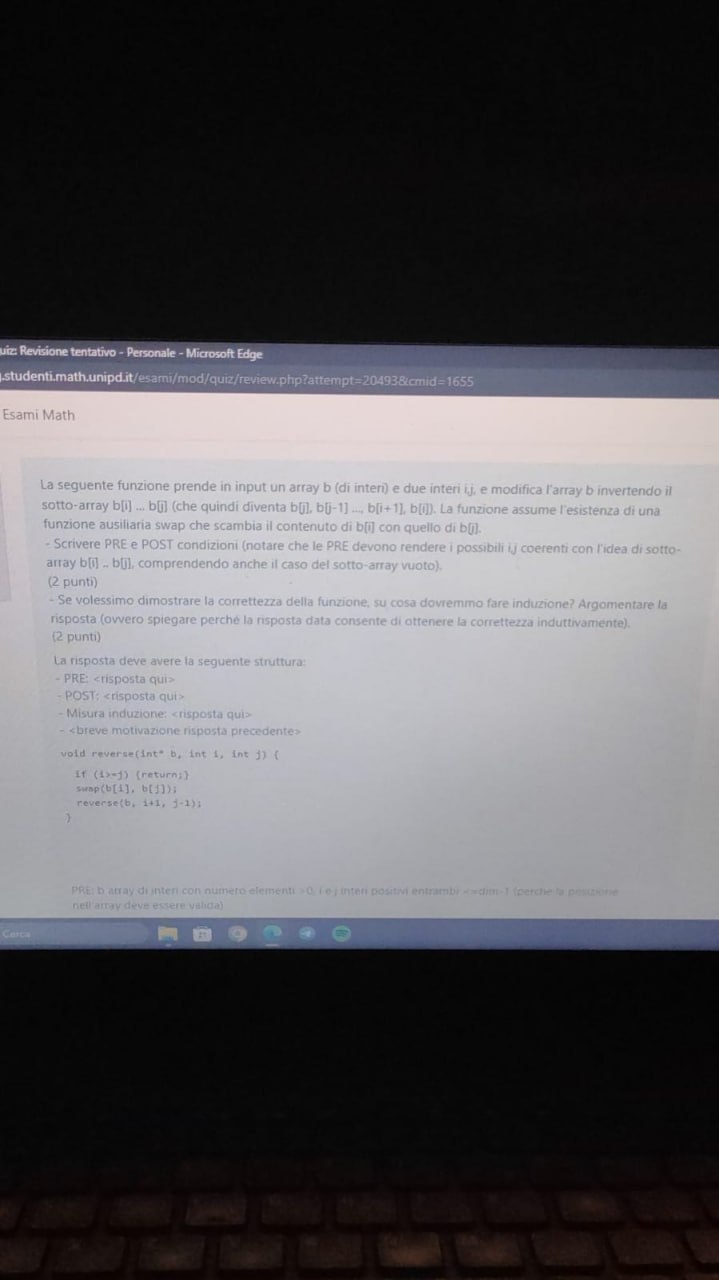 uiz: Revisione tentativo - Personale - Microsoft Edge
.studenti.math.unipd.it/esami/mod/quiz/review.php?attempt=20493&cmid=1655
Esami Math
La seguente funzione prende in input un array b (di interi) e due interi i,j, e modifica l'array b invertendo il
sotto-array b[i] ... b[j] (che quindi diventa b[j], b[j-1] ..., b[i+1], b[i]). La funzione assume l'esistenza di una
funzione ausiliaria swap che scambia il contenuto di b[i] con quello di b[j].
- Scrivere PRE e POST condizioni (notare che le PRE devono rendere i possibili i,j coerenti con l'idea di sotto-
array b[i] .. b[j], comprendendo anche il caso del sotto-array vuoto).
(2 punti)
- Se volessimo dimostrare la correttezza della funzione, su cosa dovremmo fare induzione? Argomentare la
risposta (ovvero spiegare perché la risposta data consente di ottenere la correttezza induttivamente).
(2 punti)
La risposta deve avere la seguente struttura:
- PRE: <risposta qui>
- POST: <risposta qui>
- Misura induzione: <risposta qui>
- <breve motivazione risposta precedente>
void reverse(int* b, int i, int j) {
if (i>=j) {return;}
swap(b[i], b[j]);
reverse(b, i+1, j-1);
}
PRE: b array di interi con numero elementi >0, i e j interi positivi entrambi <=dim-1 (perche la posizione
nell'array deve essere valida)
Cerca